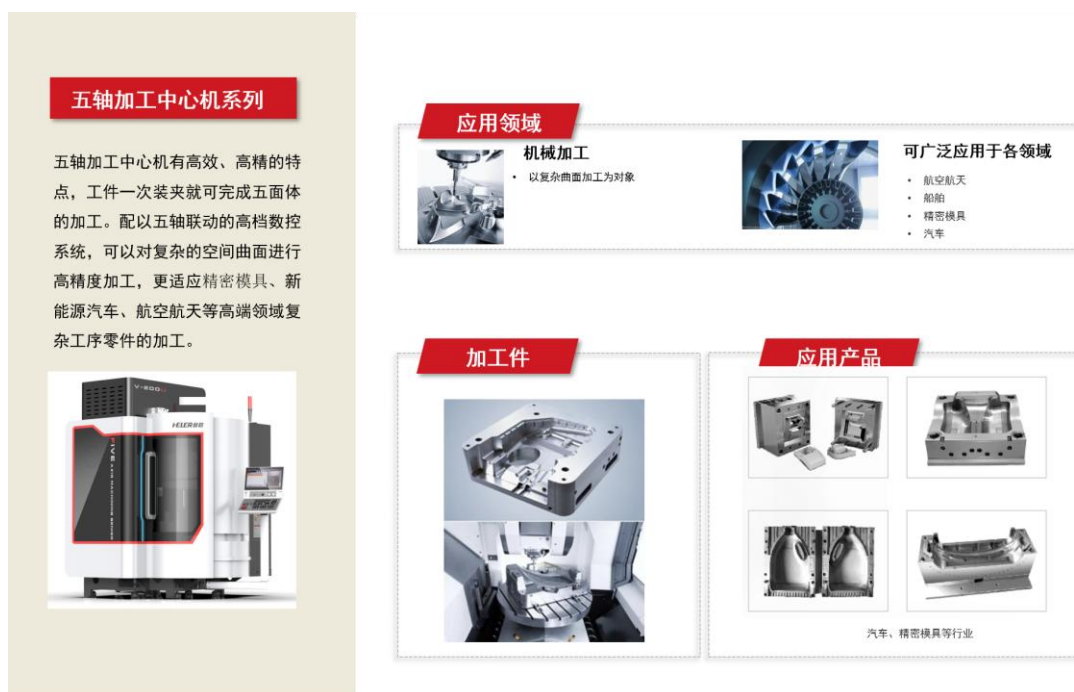 五轴加工中心机系列
五轴加工中心机有高效、高精的特
点，工件一次装夹就可完成五面体
的加工。配以五轴联动的高档数控
系统，可以对复杂的空间曲面进行
高精度加工，更适应精密模具、新
能源汽车、航空航天等高端领域复
杂工序零件的加工。
应用领域
机械加工
• 以复杂曲面加工为对象
可广泛应用于各领域
• 航空航天
• 船舶
• 精密模具
• 汽车
加工件
应用产品
汽车、精密模具等行业